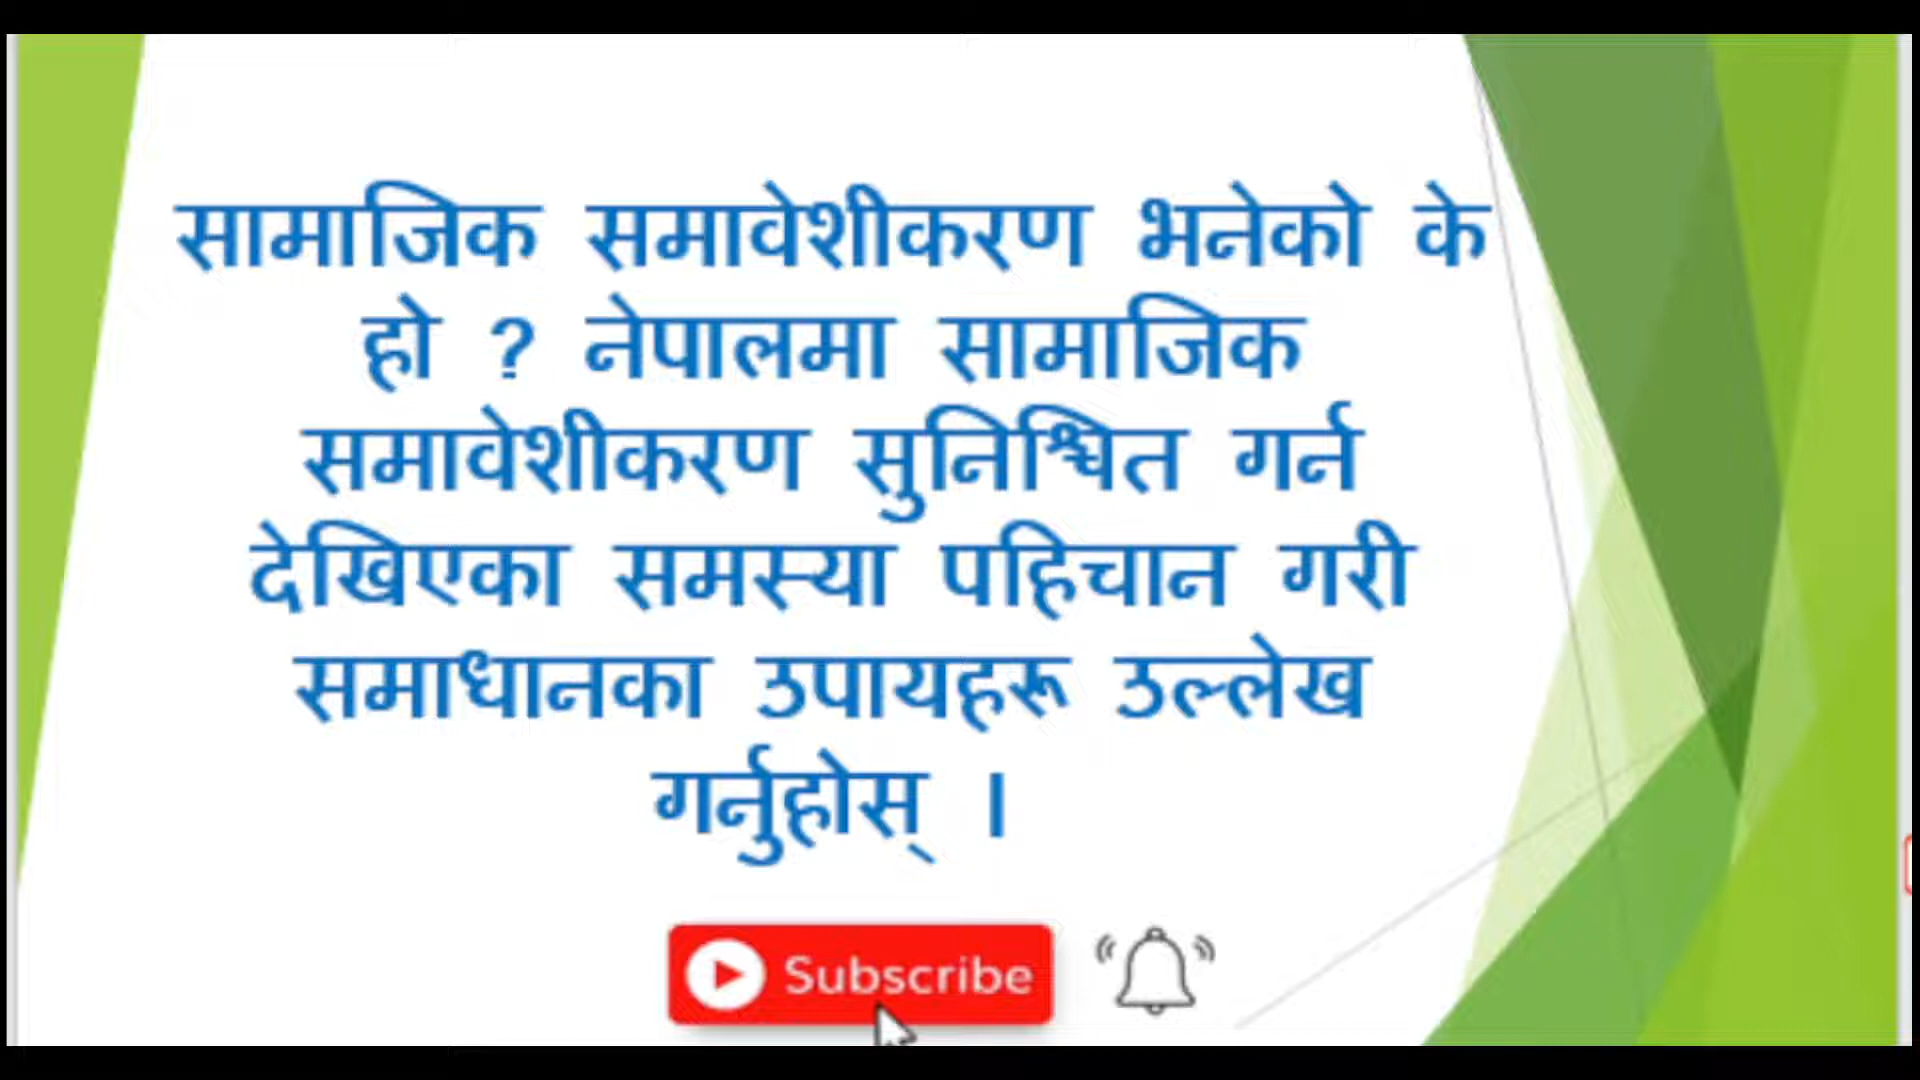 सामाजिक समावेशीकरण भनेको के
हो ? नेपालमा सामाजिक
समावेशीकरण सुनिश्चित गर्न
देखिएका समस्या पहिचान गरी
समाधानका उपायहरू उल्लेख
गर्नुहोस् ।
Subscribe